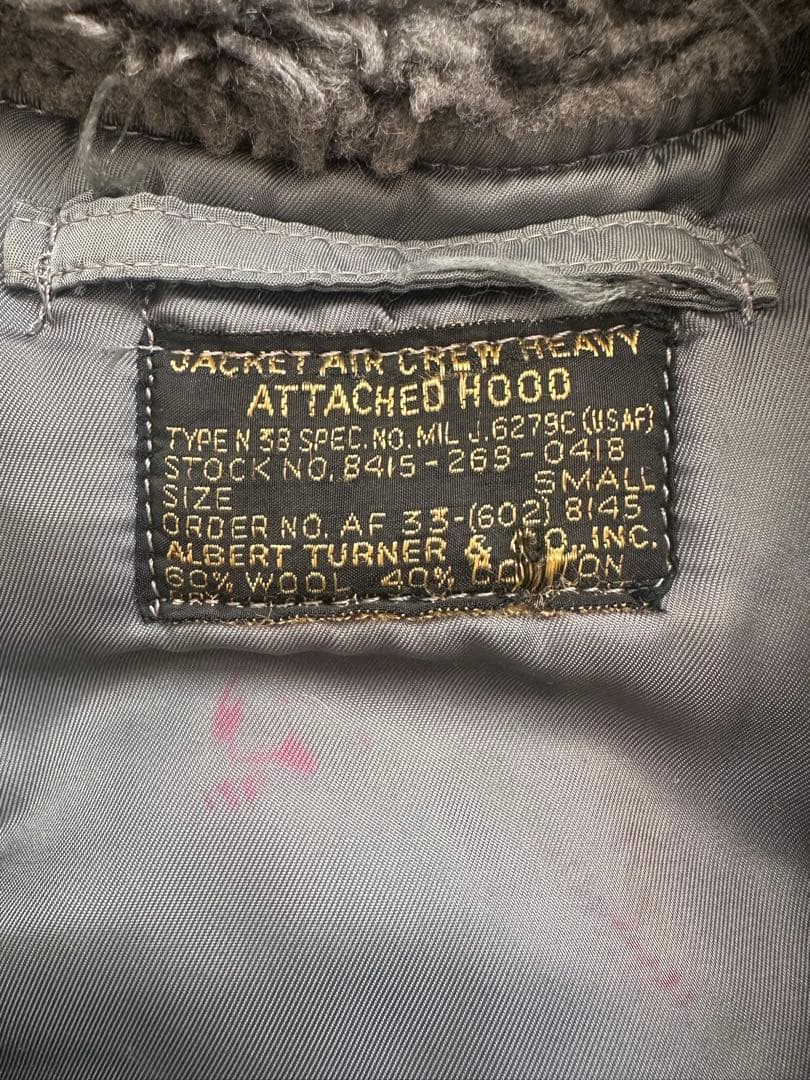 JACKET AIR CREW HEAVY
ATTACHED HOOD
TYPE N 3B SPEC. NO. MIL J. 6279C (USAF)
STOCK NO. 8415-269-0418
SIZE SMALL
ORDER NO. AF 33-(602) 8145
ALBERT TURNER & CO., INC.
60% WOOL 40% COTTON